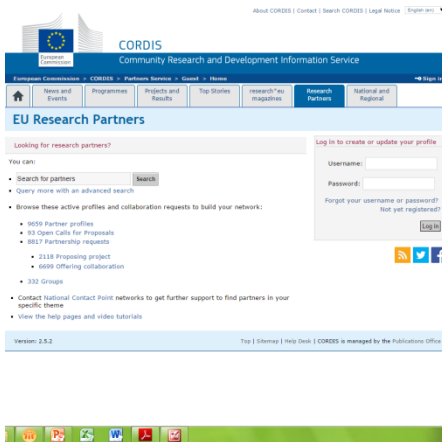 About CORDIS | Contact | Search CORDIS | Legal Notice English (en)
European
Commission
CORDIS
Community Research and Development Information Service
European Commission > CORDIS > Partners Service > Guest > Home
Sign in
News and Events
Programmes
Projects and Results
Top Stories
research*eu magazines
Research Partners
National and Regional
EU Research Partners
Looking for research partners?
You can:
Search for partners Search
Query more with an advanced search
Browse these active profiles and collaboration requests to build your network:
9659 Partner profiles
93 Open Calls for Proposals
8817 Partnership requests
2118 Proposing project
6699 Offering collaboration
332 Groups
Contact National Contact Point networks to get further support to find partners in your
specific theme
View the help pages and video tutorials
Log in to create or update your profile
Username:
Password:
Forgot your username or password?
Not yet registered?
Log In
Version: 2.5.2
Top | Sitemap | Help Desk | CORDIS is managed by the Publications Office